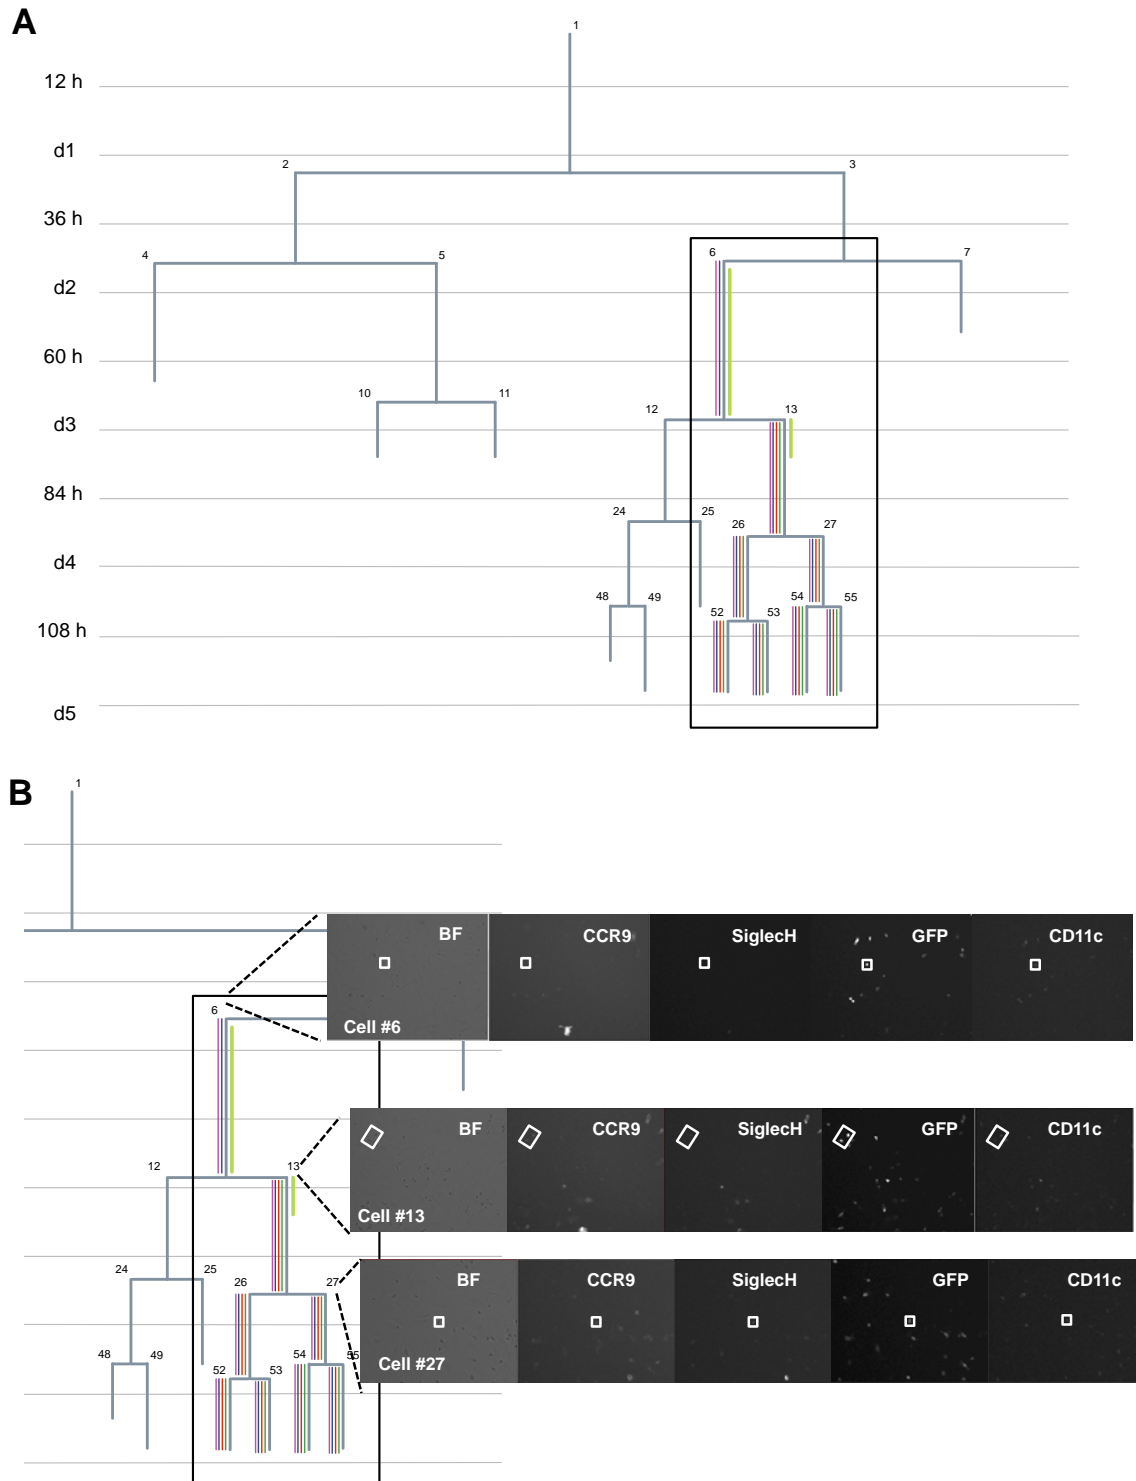 A
1
12 h
d1
2
3
36 h
4
5
6
7
d2
60 h
10
11
12
13
d3
84 h
24
25
26
27
d4
48
49
52
53
54
55
108 h
d5
B
1
BF
CCR9
SiglecH
GFP
CD11c
6
Cell #6
BF
CCR9
SiglecH
GFP
CD11c
12
13
Cell #13
24
25
26
27
BF
CCR9
SiglecH
GFP
CD11c
48
49
52
53
54
55
Cell #27